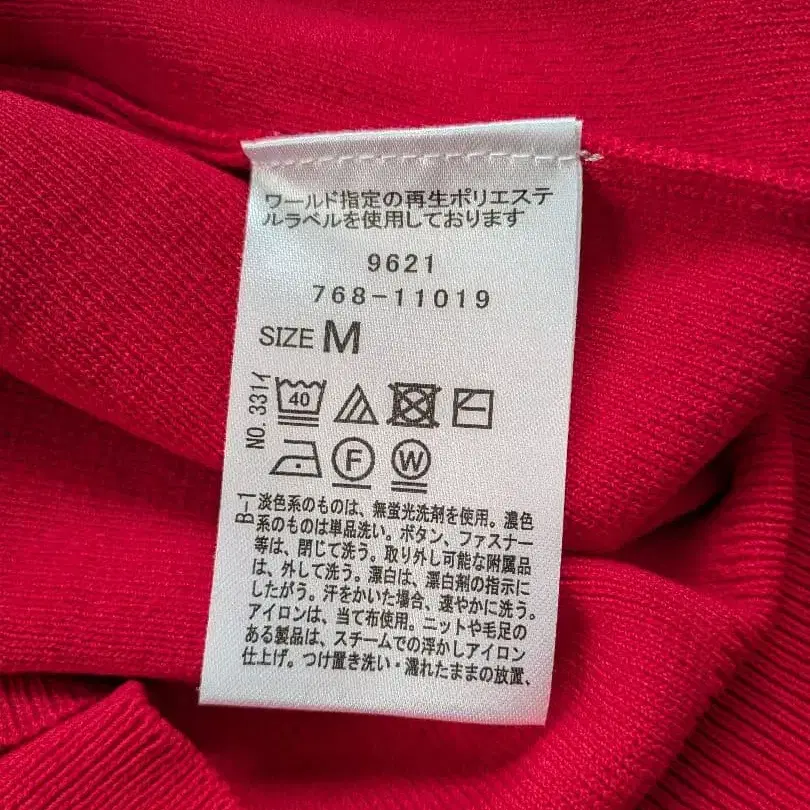 ワールド指定の再生ポリエステ
ルラベルを使用しております
9621
768-11019
SIZE M
NO. 3314
40
F
W
B-1
淡色系のものは、無蛍光洗剤を使用。濃色
系のものは単品洗い。ボタン、ファスナー
等は、閉じて洗う。取り外し可能な附属品
は、外して洗う。漂白は、漂白剤の指示に
したがう。汗をかいた場合、速やかに洗う。
アイロンは、当て布使用。ニットや毛足の
ある製品は、スチームでの浮かしアイロン
仕上げ。つけ置き洗い・濡れたままの放置、